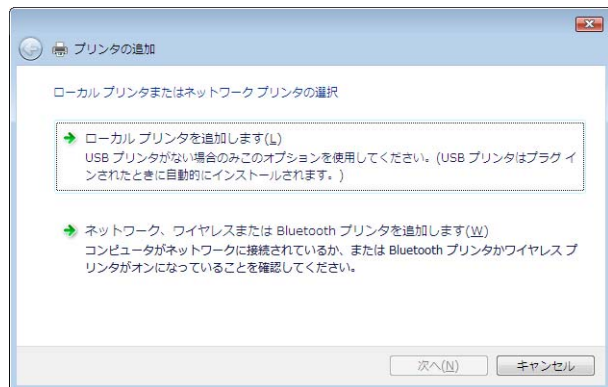 プリンタの追加
ローカル プリンタまたはネットワーク プリンタの選択
ローカル プリンタを追加します(L)
USB プリンタがない場合のみこのオプションを使用してください。(USB プリンタはプラグ イ
ンされたときに自動的にインストールされます。)
ネットワーク、ワイヤレスまたは Bluetooth プリンタを追加します(W)
コンピュータがネットワークに接続されているか、または Bluetooth プリンタかワイヤレス プ
リンタがオンになっていることを確認してください。
次へ(N) キャンセル